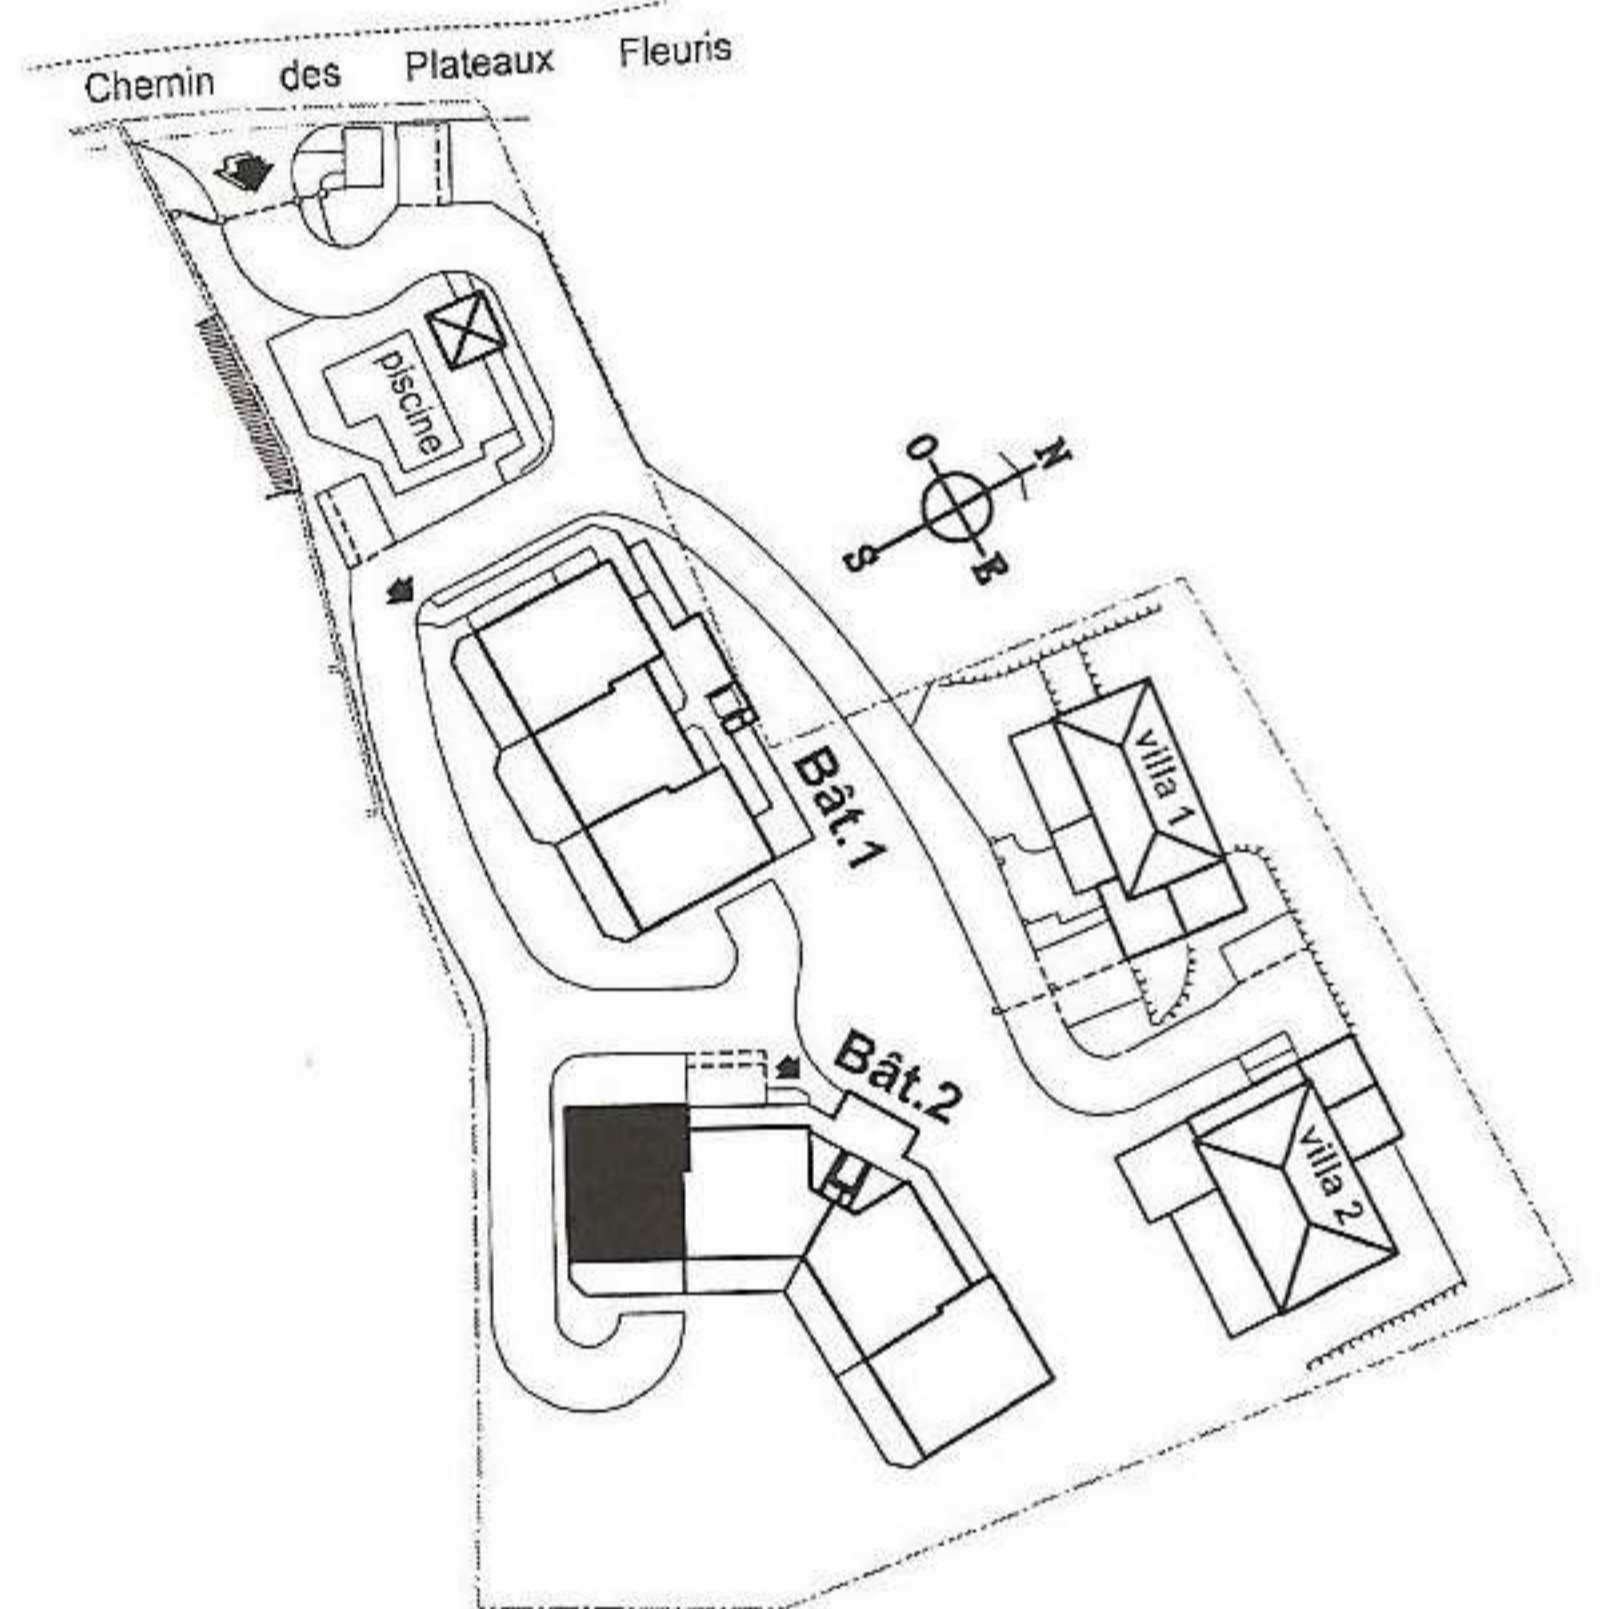 Chemin des Plateaux Fleuris
piscine
O
N
S
E
villa 1
Bât.1
Bât.2
villa 2